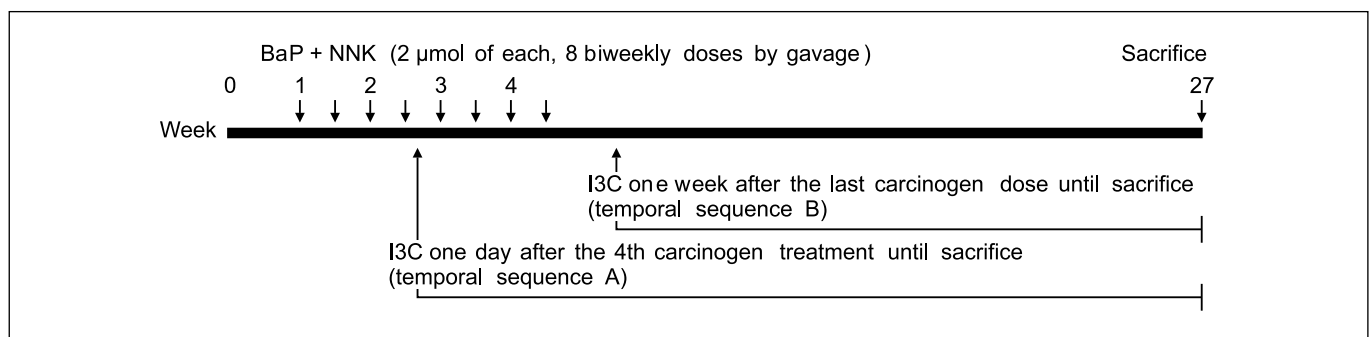 BaP + NNK (2 μmol of each, 8 biweekly doses by gavage) Sacrifice
0 1 2 3 4 27
Week
I3C one week after the last carcinogen dose until sacrifice
(temporal sequence B)
I3C one day after the 4th carcinogen treatment until sacrifice
(temporal sequence A)